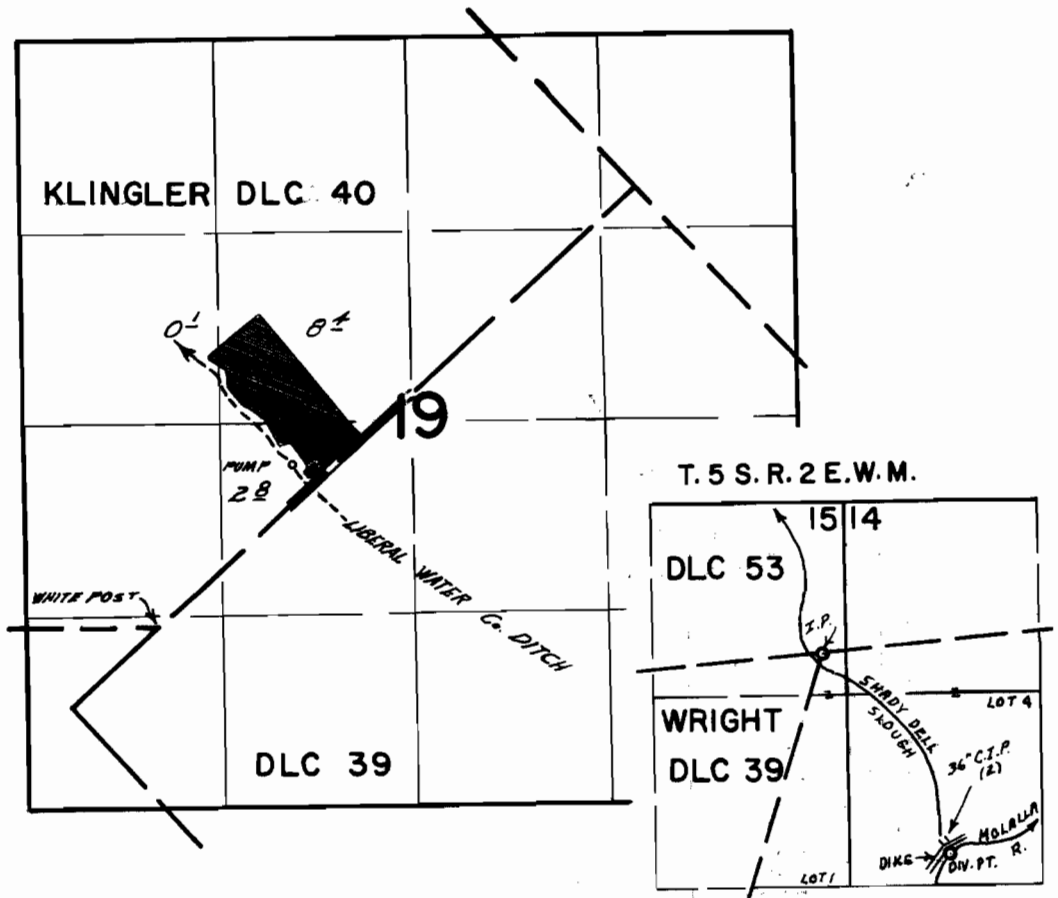 KLINGLER DLC 40
0.1
8.4
19
PUMP
2.8
LIBERAL WATER Co. DITCH
WHITE POST
DLC 39
T. 5 S. R. 2 E. W. M.
15 14
DLC 53
I.P.
SHADY DELL
SLOUGH
LOT 4
WRIGHT
DLC 39
36" C.I.P.
(2)
MOLALLA
R.
DIKE
DIV. PT.
LOT 1